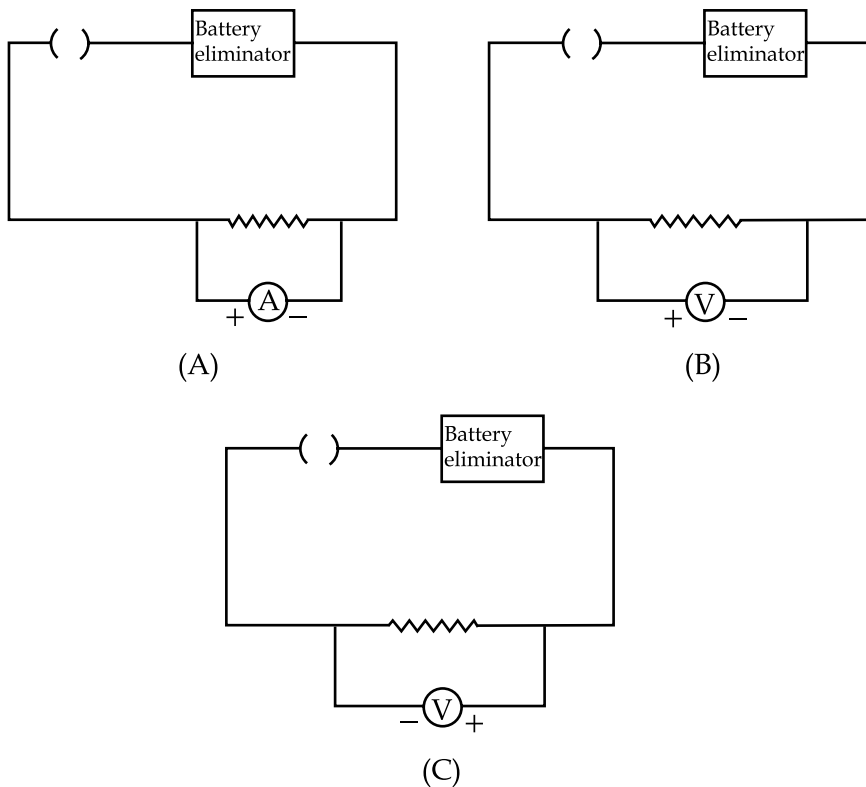 Battery
eliminator
A
+ −
(A)
Battery
eliminator
V
+ −
(B)
Battery
eliminator
V
− +
(C)